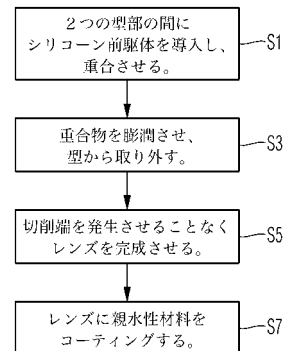 2つの型部の間に
シリコーン前駆体を導入し、
重合させる。
S1
重合物を膨潤させ、
型から取り外す。
S3
切削端を発生させることなく
レンズを完成させる。
S5
レンズに親水性材料を
コーティングする。
S7